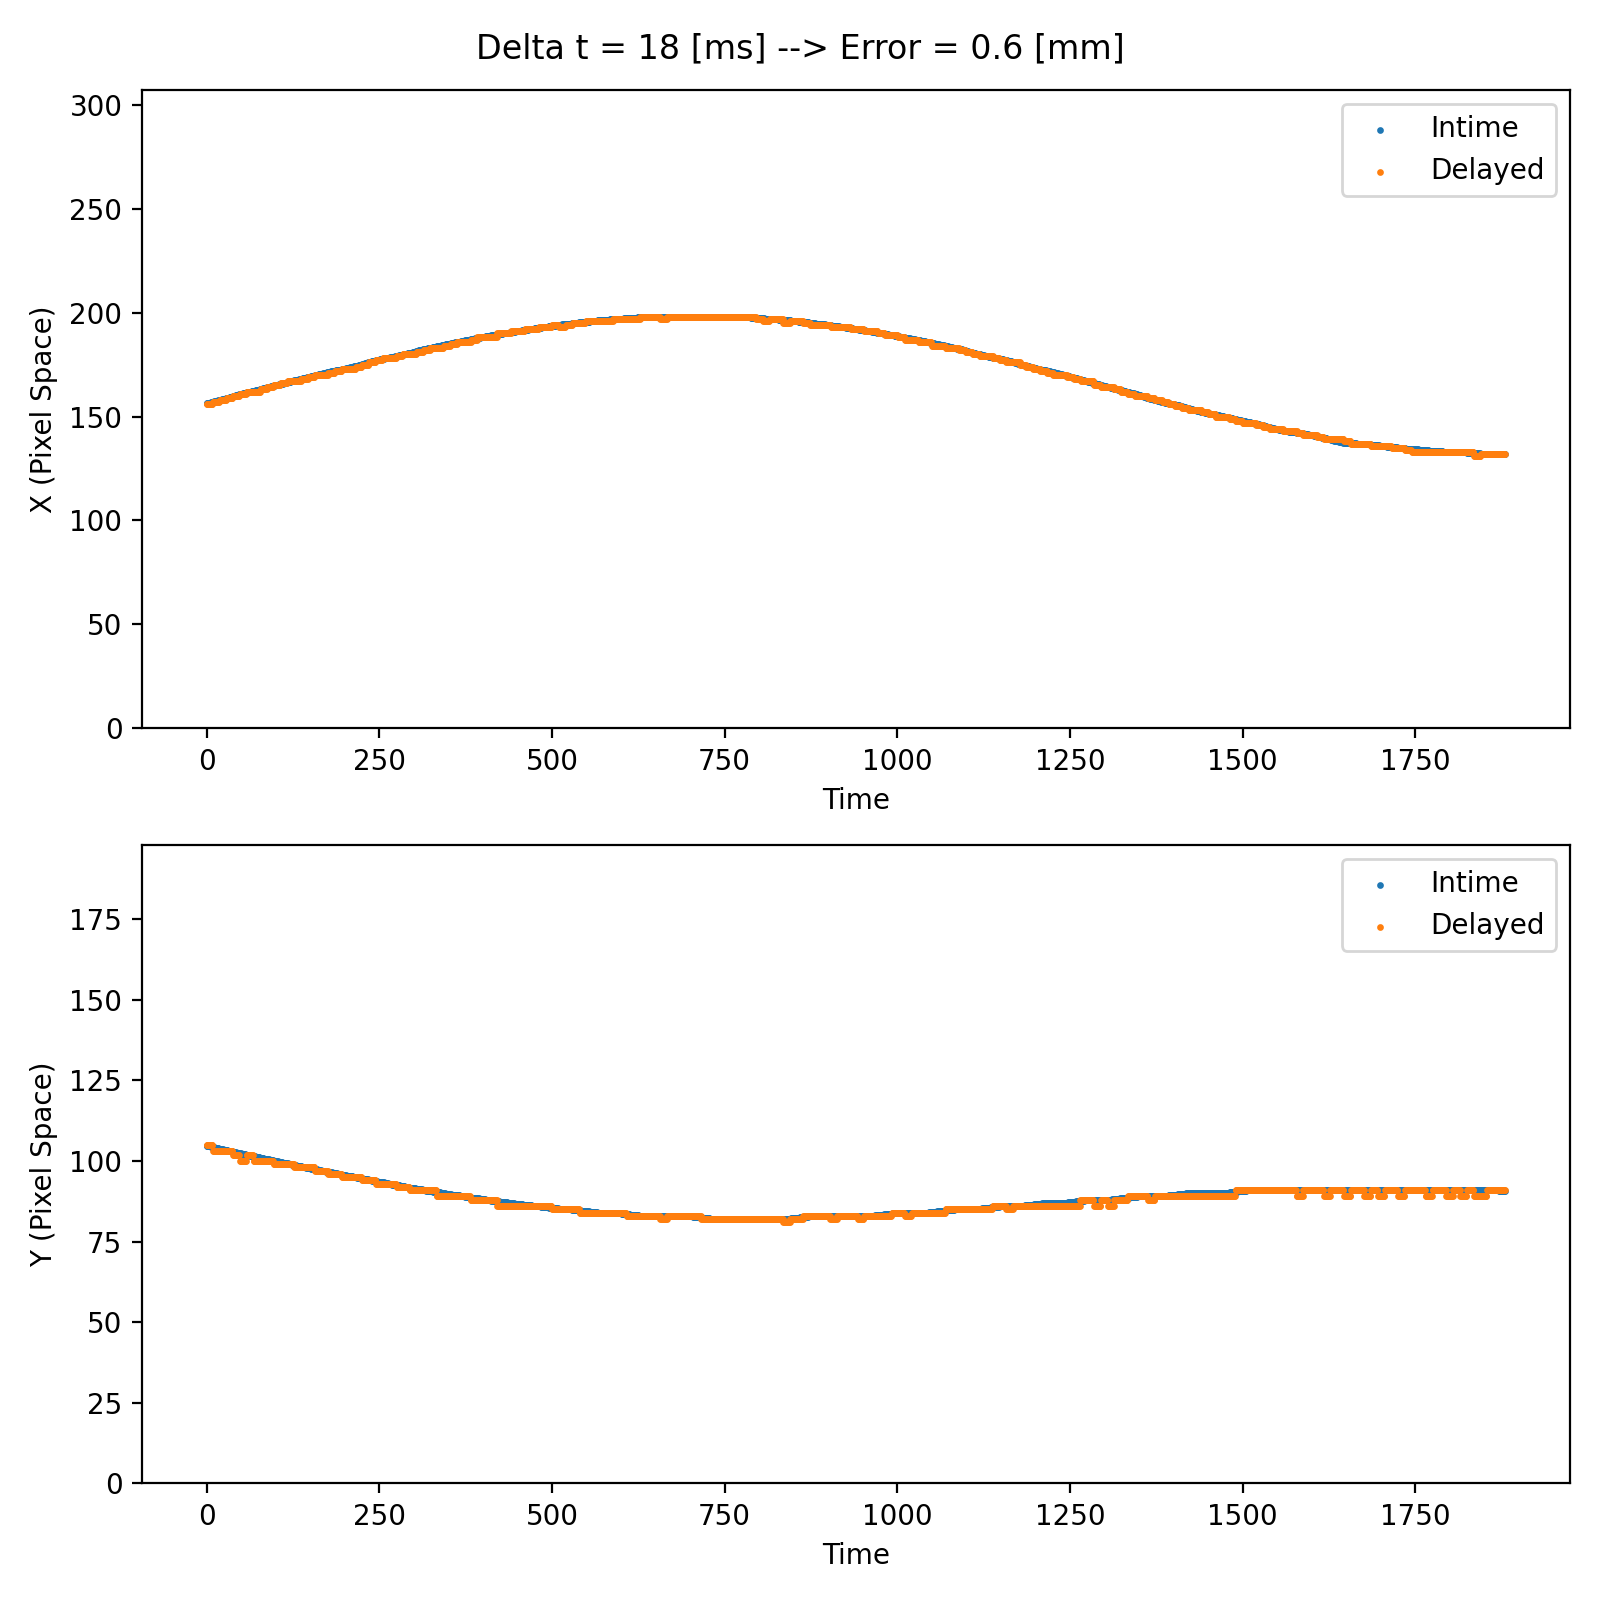 Delta t = 18 [ms] --> Error = 0.6 [mm]
300
250
200
150
100
50
0
X (Pixel Space)
Intime
Delayed
0 250 500 750 1000 1250 1500 1750
Time
175
150
125
100
75
50
25
0
Y (Pixel Space)
Intime
Delayed
0 250 500 750 1000 1250 1500 1750
Time